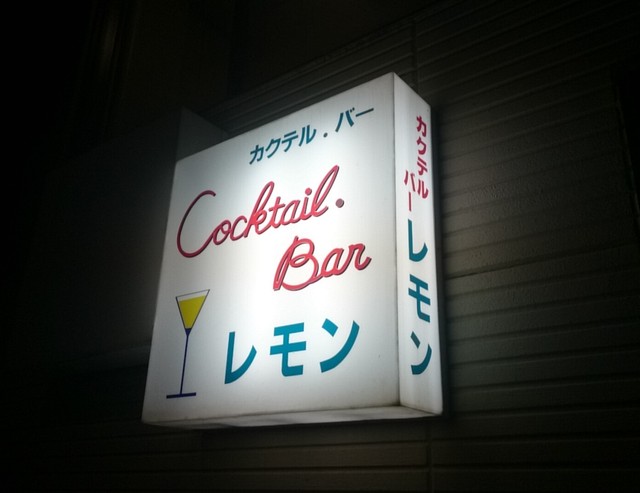 カクテル・バー
Cocktail.
Bar
レモン
カクテル
バー
レモン